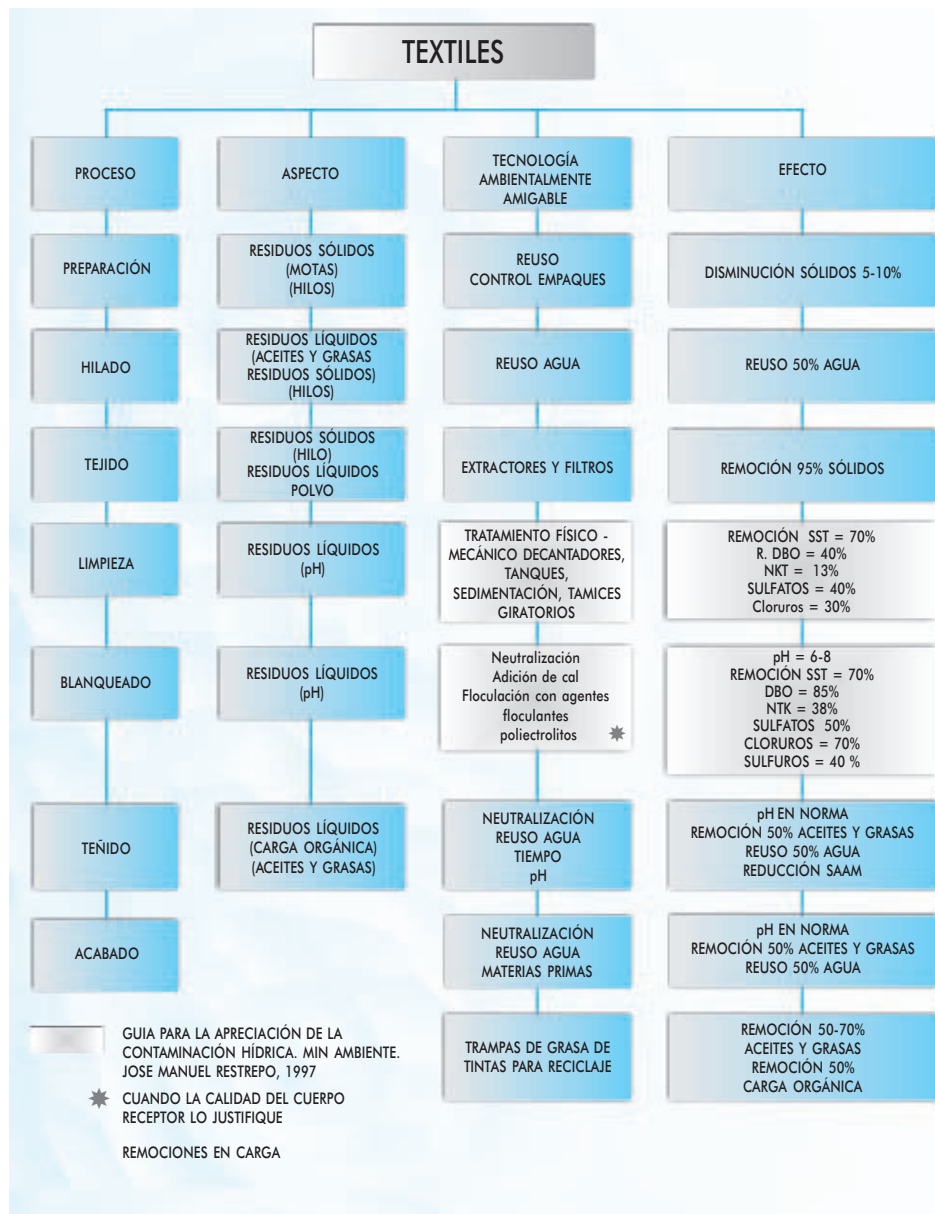 TEXTILES
PROCESO
ASPECTO
TECNOLOGÍA
AMBIENTALMENTE
AMIGABLE
EFECTO
PREPARACIÓN
RESIDUOS SÓLIDOS
(MOTAS)
(HILOS)
REUSO
CONTROL EMPAQUES
DISMINUCIÓN SÓLIDOS 5-10%
HILADO
RESIDUOS LÍQUIDOS
(ACEITES Y GRASAS
RESIDUOS SÓLIDOS)
(HILOS)
REUSO AGUA
REUSO 50% AGUA
TEJIDO
RESIDUOS SÓLIDOS
(HILO)
RESIDUOS LÍQUIDOS
POLVO
EXTRACTORES Y FILTROS
REMOCIÓN 95% SÓLIDOS
LIMPIEZA
RESIDUOS LÍQUIDOS
(pH)
TRATAMIENTO FÍSICO -
MECÁNICO DECANTADORES,
TANQUES,
SEDIMENTACIÓN, TAMICES
GIRATORIOS
REMOCIÓN SST = 70%
R. DBO = 40%
NKT = 13%
SULFATOS = 40%
Cloruros = 30%
BLANQUEADO
RESIDUOS LÍQUIDOS
(pH)
Neutralización
Adición de cal
Floculación con agentes
floculantes
poliectrolitos
pH = 6-8
REMOCIÓN SST = 70%
DBO = 85%
NTK = 38%
SULFATOS 50%
CLORUROS = 70%
SULFUROS = 40 %
TEÑIDO
RESIDUOS LÍQUIDOS
(CARGA ORGÁNICA)
(ACEITES Y GRASAS)
NEUTRALIZACIÓN
REUSO AGUA
TIEMPO
pH
pH EN NORMA
REMOCIÓN 50% ACEITES Y GRASAS
REUSO 50% AGUA
REDUCCIÓN SAAM
ACABADO
NEUTRALIZACIÓN
REUSO AGUA
MATERIAS PRIMAS
pH EN NORMA
REMOCIÓN 50% ACEITES Y GRASAS
REUSO 50% AGUA
TRAMPAS DE GRASA DE
TINTAS PARA RECICLAJE
REMOCIÓN 50-70%
ACEITES Y GRASAS
REMOCIÓN 50%
CARGA ORGÁNICA
GUIA PARA LA APRECIACIÓN DE LA
CONTAMINACIÓN HÍDRICA. MIN AMBIENTE.
JOSE MANUEL RESTREPO, 1997
CUANDO LA CALIDAD DEL CUERPO
RECEPTOR LO JUSTIFIQUE
REMOCIONES EN CARGA